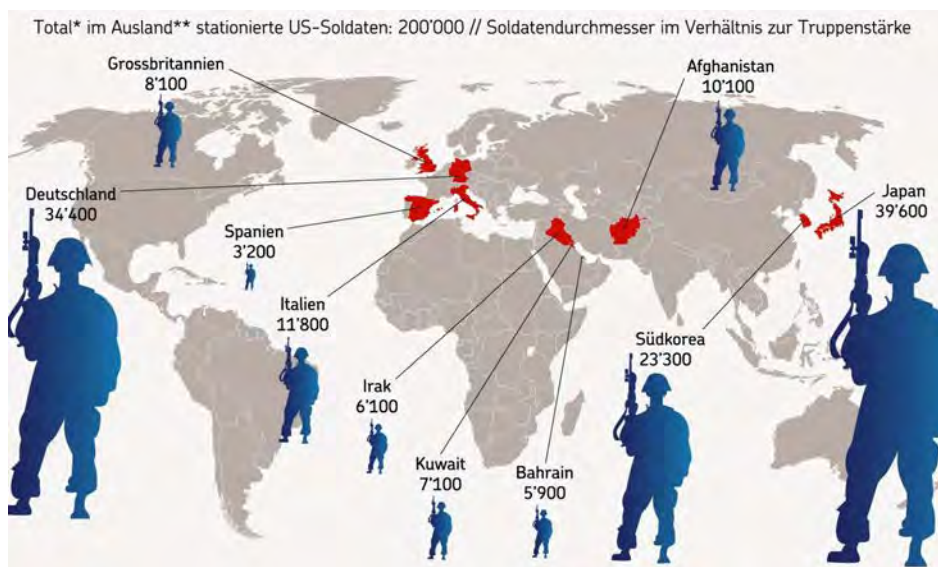 Total* im Ausland** stationierte US-Soldaten: 200'000 // Soldatendurchmesser im Verhältnis zur Truppenstärke
Grossbritannien
8'100
Afghanistan
10'100
Deutschland
34'400
Japan
39'600
Spanien
3'200
Italien
11'800
Südkorea
23'300
Irak
6'100
Kuwait
7'100
Bahrain
5'900